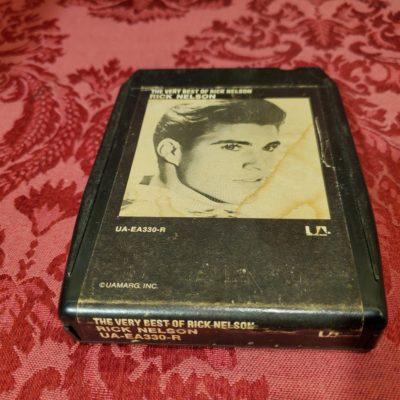 THE VERY BEST OF RICK NELSON
RICK NELSON
UA-EA330-R
UA
©UAMARG, INC.
THE VERY BEST OF RICK NELSON
RICK NELSON
UA-EA330-R
UA